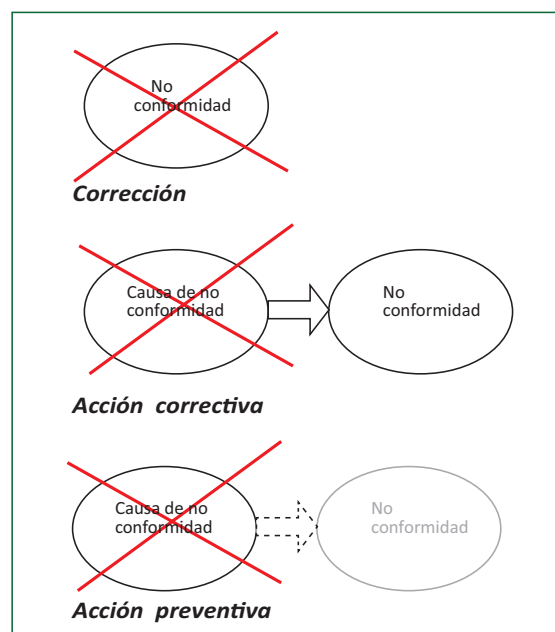 No
conformidad
Corrección
Causa de no
conformidad
No
conformidad
Acción correctiva
Causa de no
conformidad
No
conformidad
Acción preventiva